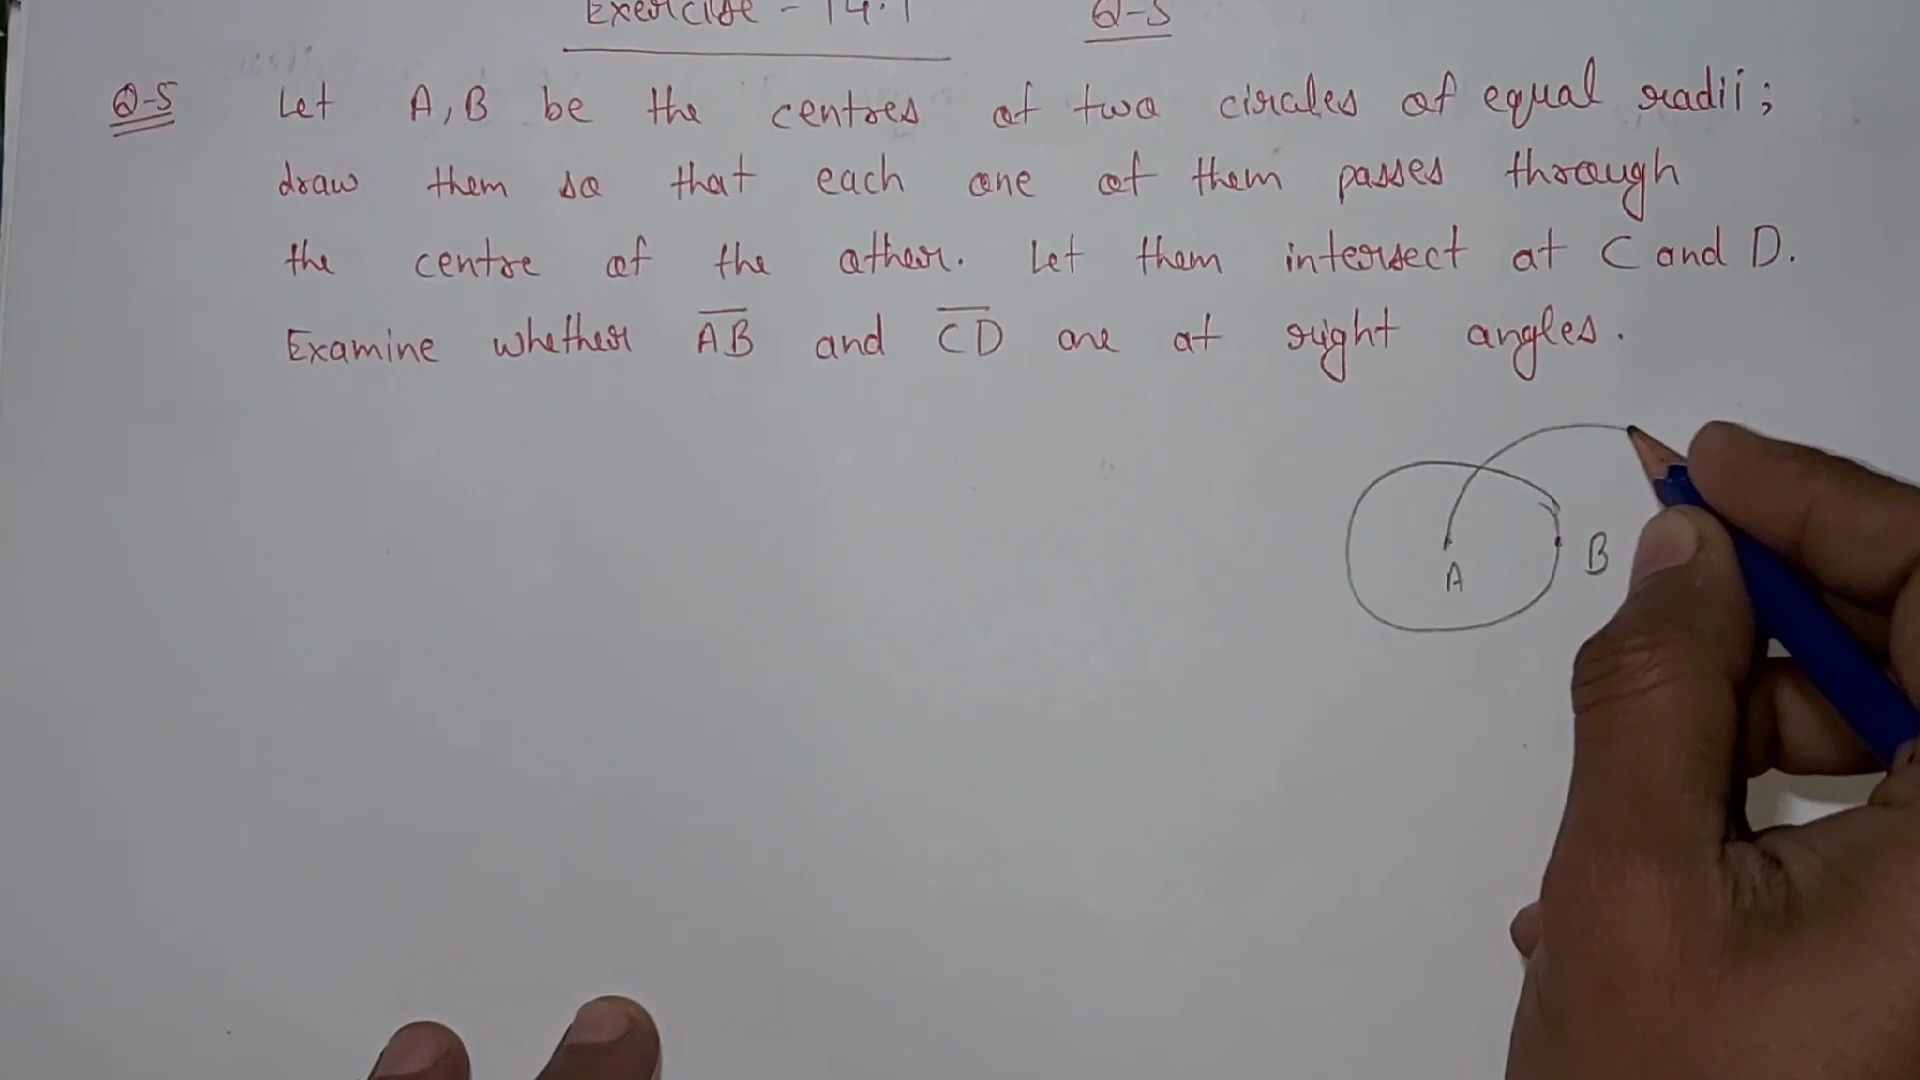 Exercise - 14.1 Q-5
Q-5 Let A, B be the centres of two circles of equal radii;
draw them so that each one of them passes through
the centre of the other. Let them intersect at C and D.
Examine whether AB and CD are at right angles.
A
B